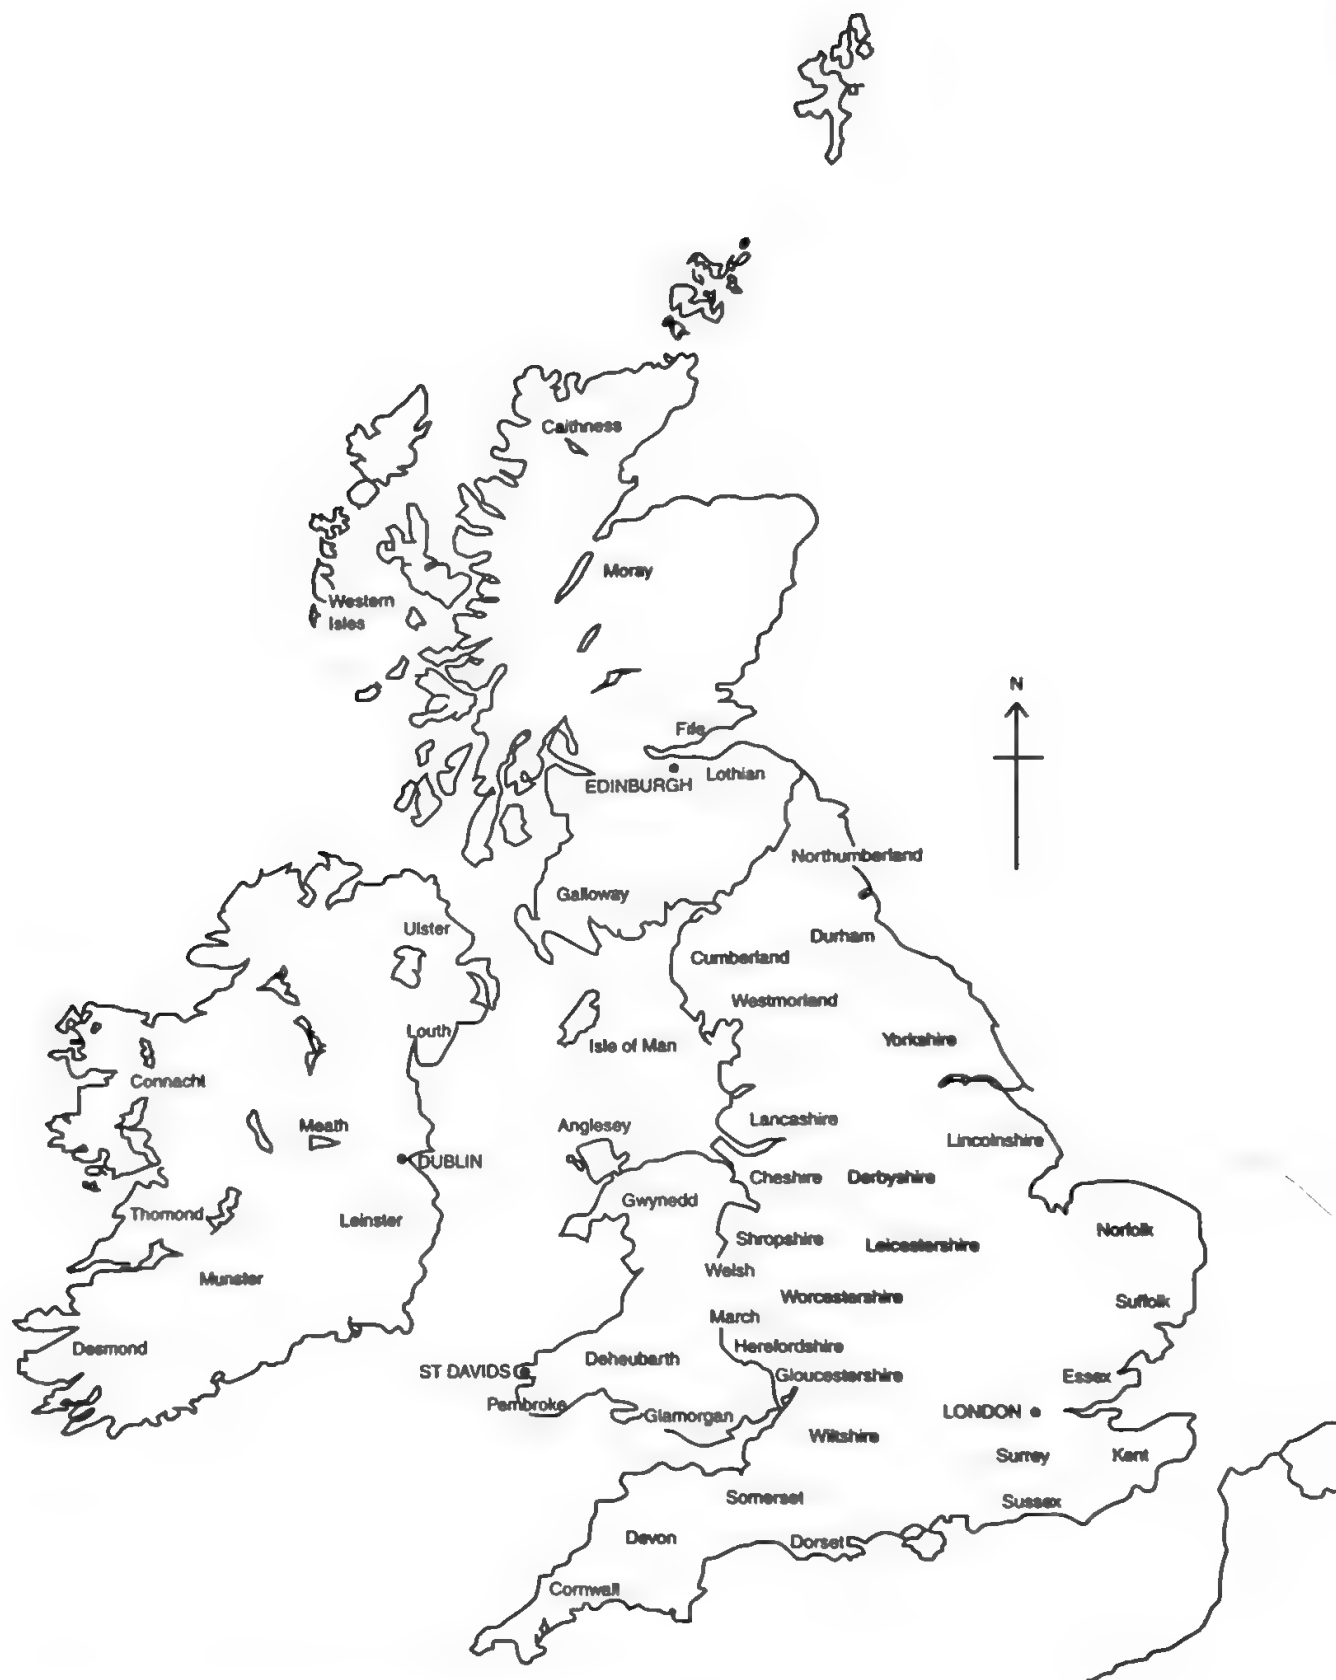 Caithness
Moray
Western
Isles
N
Fife
EDINBURGH
Lothian
Northumberland
Galloway
Ulster
Durham
Cumberland
Westmorland
Louth
Isle of Man
Yorkshire
Connacht
Meath
Anglesey
Lancashire
Lincolnshire
DUBLIN
Cheshire
Derbyshire
Gwynedd
Thomond
Leinster
Norfolk
Shropshire
Leicestershire
Welsh
Munster
Worcestershire
Suffolk
March
Herefordshire
Desmond
Deheubarth
ST DAVIDS
Gloucestershire
Essex
Pembroke
Glamorgan
LONDON
Wiltshire
Surrey
Kent
Somerset
Sussex
Devon
Dorset
Cornwall